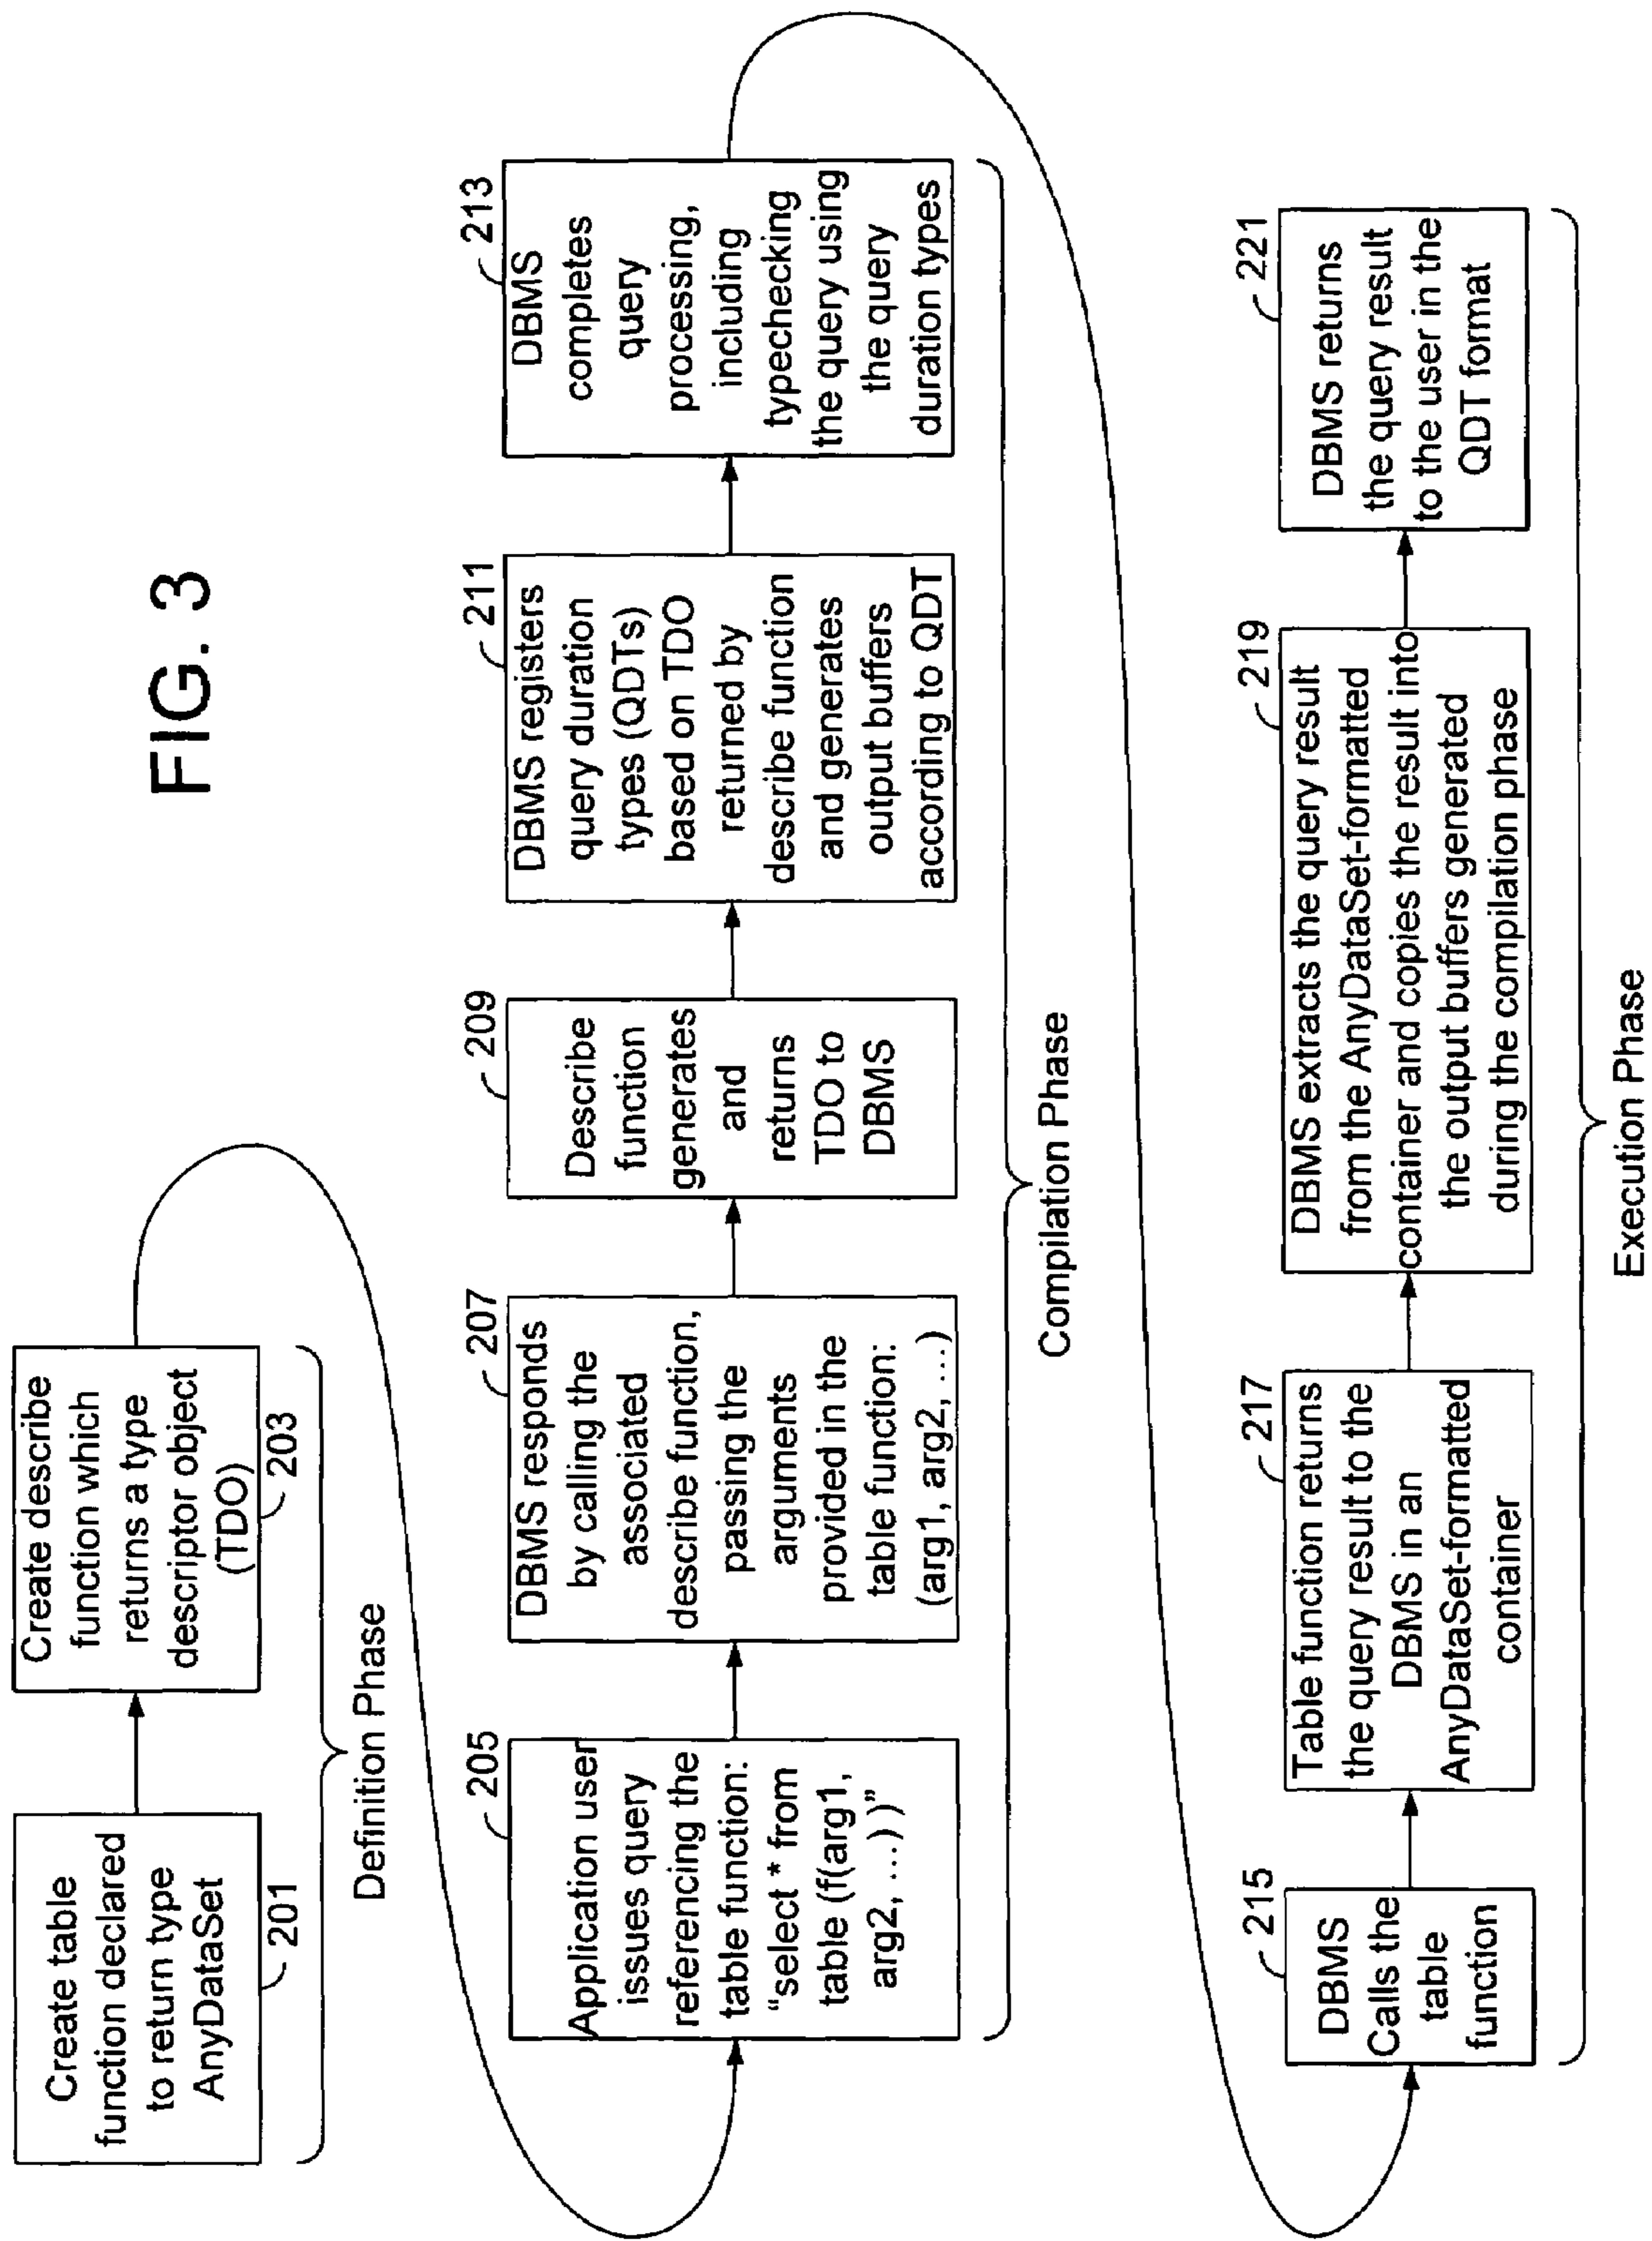 FIG. 3
Create table
function declared
to return type
AnyDataSet
201
Create describe
function which
returns a type
descriptor object
(TDO)
203
Definition Phase
205
Application user
issues query
referencing the
table function:
“select * from
table (f(arg1,
arg2, ...) )”
207
DBMS responds
by calling the
associated
describe function,
passing the
arguments
provided in the
table function:
(arg1, arg2, ...)
209
Describe
function
generates
and
returns
TDO to
DBMS
211
DBMS registers
query duration
types (QDTs)
based on TDO
returned by
describe function
and generates
output buffers
according to QDT
213
DBMS
completes
query
processing,
including
typechecking
the query using
the query
duration types
Compilation Phase
215
DBMS
Calls the
table
function
217
Table function returns
the query result to the
DBMS in an
AnyDataSet-formatted
container
219
DBMS extracts the query result
from the AnyDataSet-formatted
container and copies the result into
the output buffers generated
during the compilation phase
221
DBMS returns
the query result
to the user in the
QDT format
Execution Phase